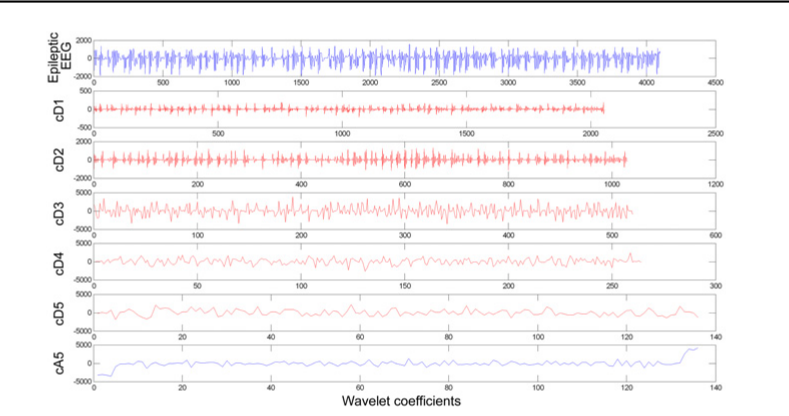 Epileptic
EEG
2000
0
-2000
0 500 1000 1500 2000 2500 3000 3500 4000 4500
cD1
500
0
-500
0 500 1000 1500 2000 2500
cD2
2000
0
-2000
0 200 400 600 800 1000 1200
cD3
5000
0
-5000
0 100 200 300 400 500 600
cD4
5000
0
-5000
0 50 100 150 200 250 300
cD5
5000
0
-5000
0 20 40 60 80 100 120 140
cA5
5000
0
-5000
0 20 40 60 80 100 120 140
Wavelet coefficients